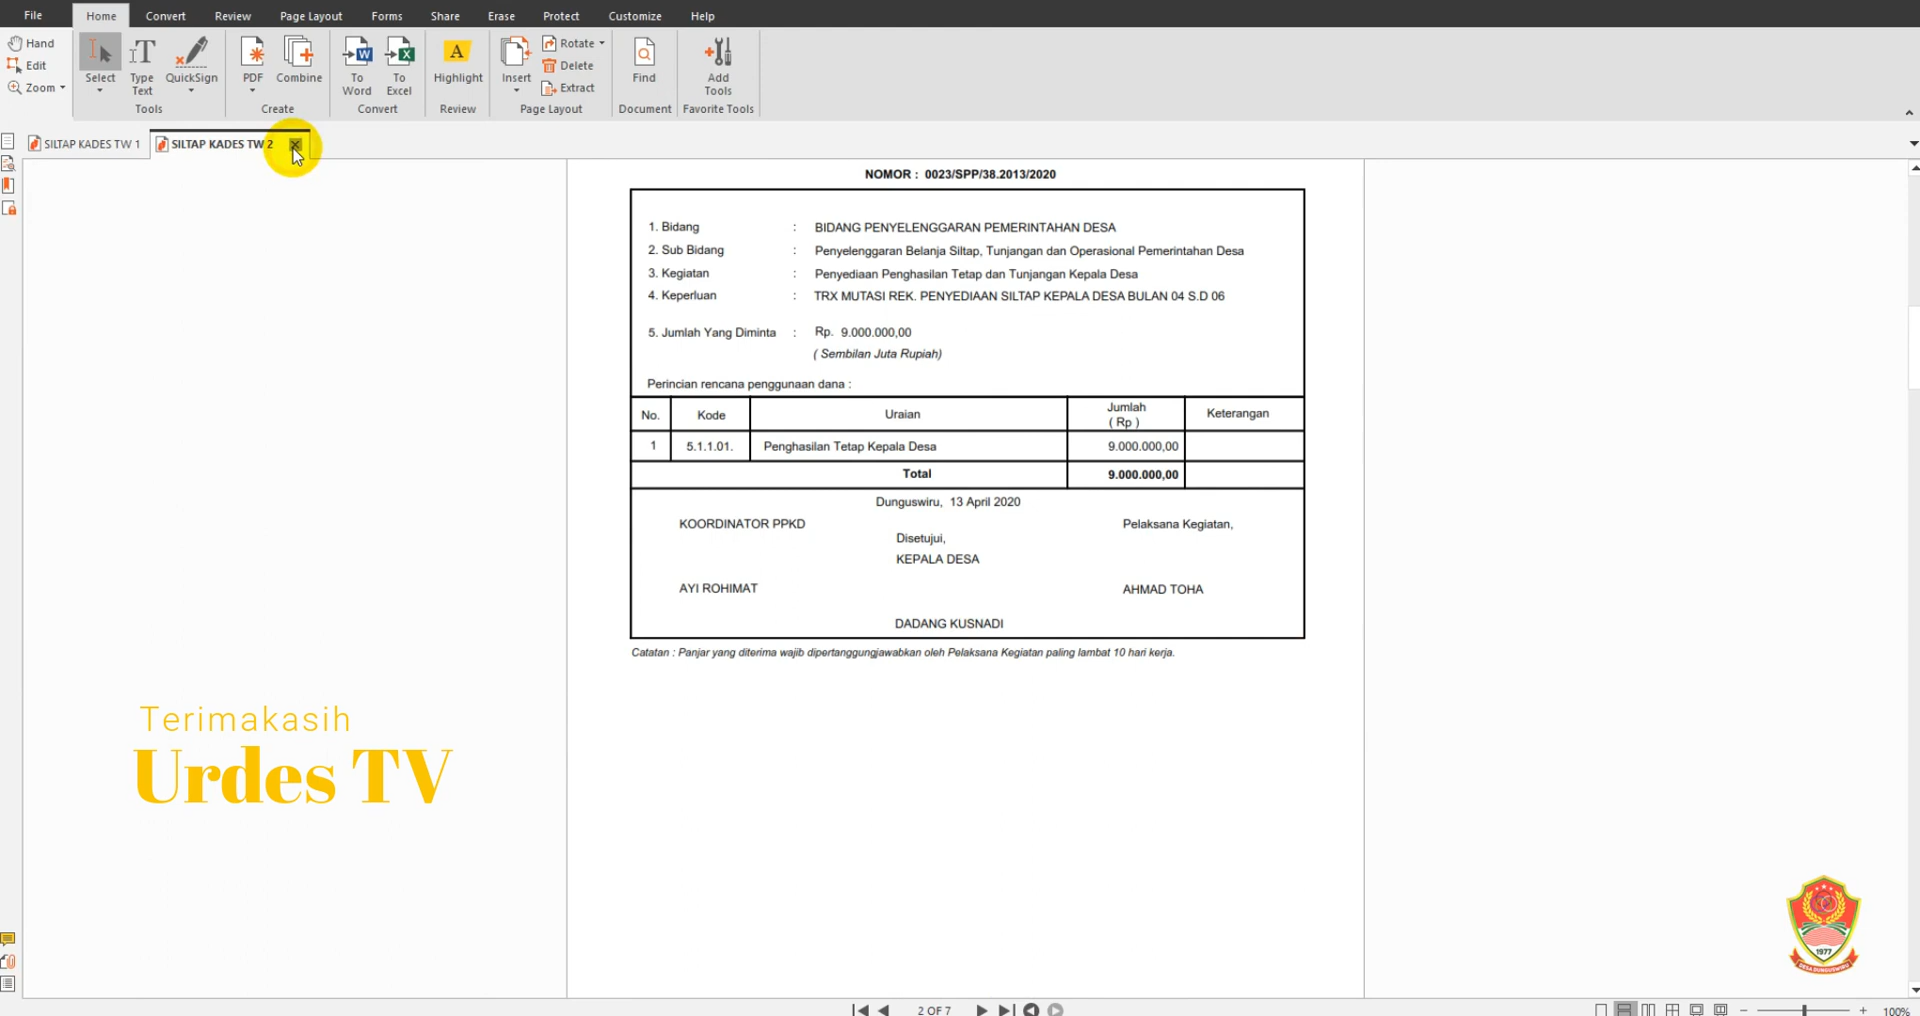 File Home Convert Review Page Layout Forms Share Erase Protect Customize Help
Hand
Edit
Zoom
Select
Type Text
QuickSign
Tools
PDF
Combine
Create
To Word
To Excel
Convert
Highlight
Review
Insert
Rotate
Delete
Extract
Page Layout
Find
Document
Add Tools
Favorite Tools
SILTAP KADES TW 1
SILTAP KADES TW 2
NOMOR : 0023/SPP/38.2013/2020
1. Bidang : BIDANG PENYELENGGARAN PEMERINTAHAN DESA
2. Sub Bidang : Penyelenggaran Belanja Siltap, Tunjangan dan Operasional Pemerintahan Desa
3. Kegiatan : Penyediaan Penghasilan Tetap dan Tunjangan Kepala Desa
4. Keperluan : TRX MUTASI REK. PENYEDIAAN SILTAP KEPALA DESA BULAN 04 S.D 06
5. Jumlah Yang Diminta : Rp. 9.000.000,00
( Sembilan Juta Rupiah)
Perincian rencana penggunaan dana :
No. Kode Uraian Jumlah ( Rp ) Keterangan
1 5.1.1.01. Penghasilan Tetap Kepala Desa 9.000.000,00
Total 9.000.000,00
Dunguswiru, 13 April 2020
KOORDINATOR PPKD
Pelaksana Kegiatan,
Disetujui,
KEPALA DESA
AYI ROHIMAT
AHMAD TOHA
DADANG KUSNADI
Catatan : Panjar yang diterima wajib dipertanggungjawabkan oleh Pelaksana Kegiatan paling lambat 10 hari kerja.
Terimakasih
Urdes TV
1977
DESA DUNGUSWIRU
2 OF 7
100%